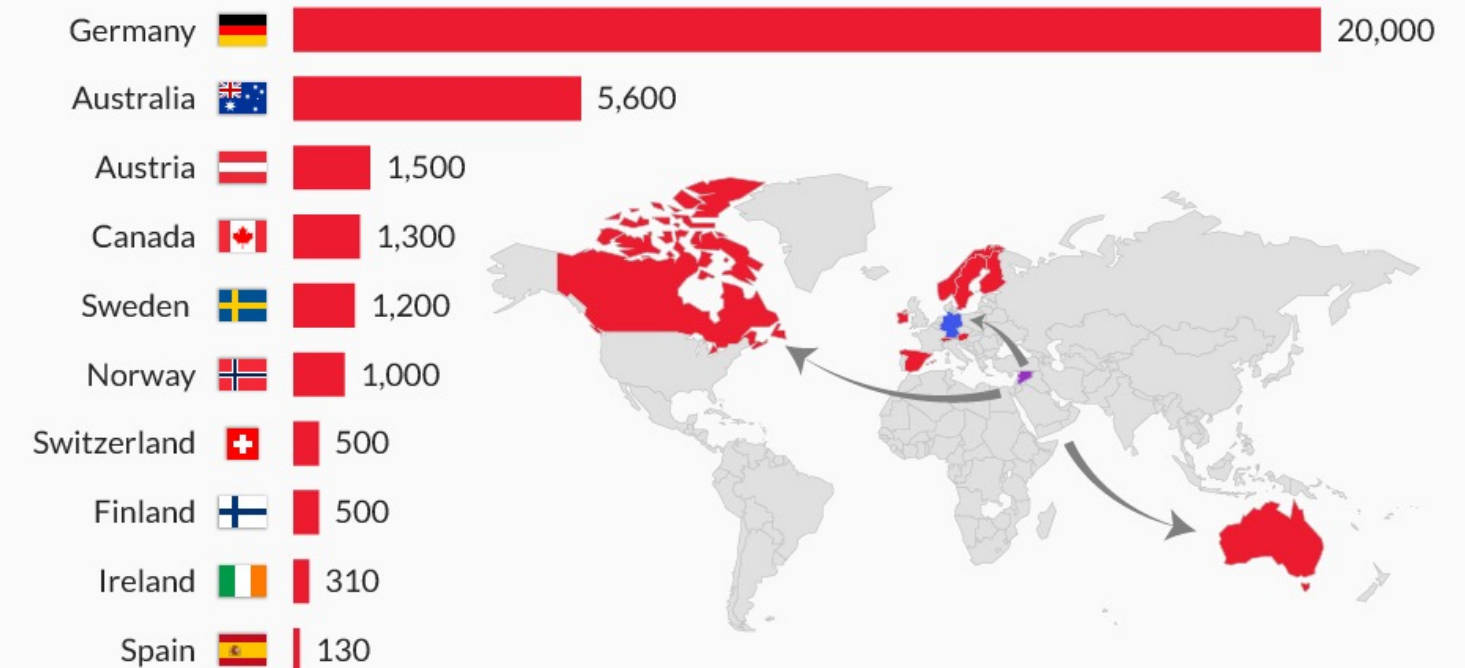 Germany 20,000
Australia 5,600
Austria 1,500
Canada 1,300
Sweden 1,200
Norway 1,000
Switzerland 500
Finland 500
Ireland 310
Spain 130